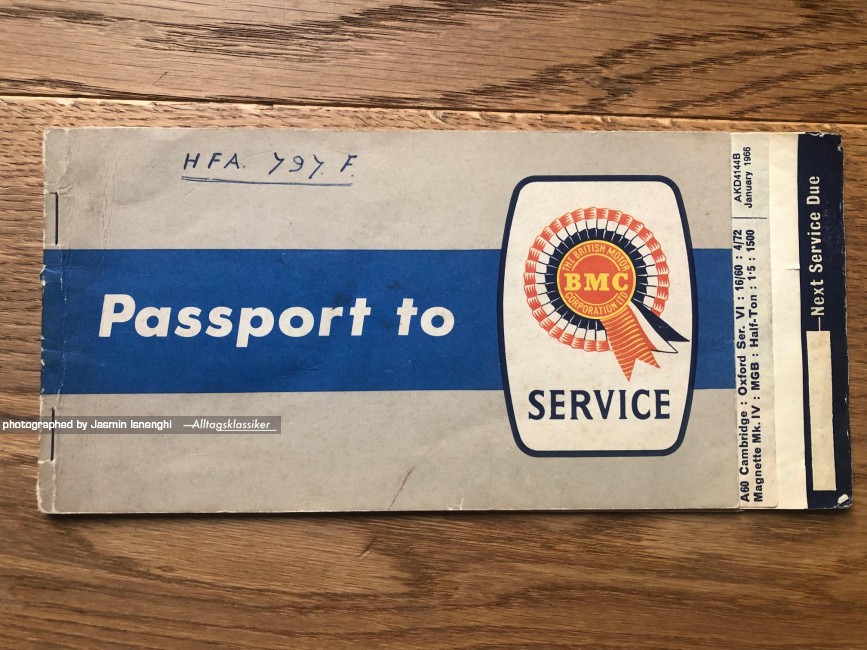 HFA. 797. F.
Passport to
THE BRITISH MOTOR
BMC
CORPORATION LTD
SERVICE
AKD4144B
January 1966
A60 Cambridge : Oxford Ser. VI : 16/60 : 4/72
Magnette Mk. IV : MGB : Half-Ton : 1·5 : 1500
Next Service Due
photographed by Jasmin Isnenghi —Alltagsklassiker